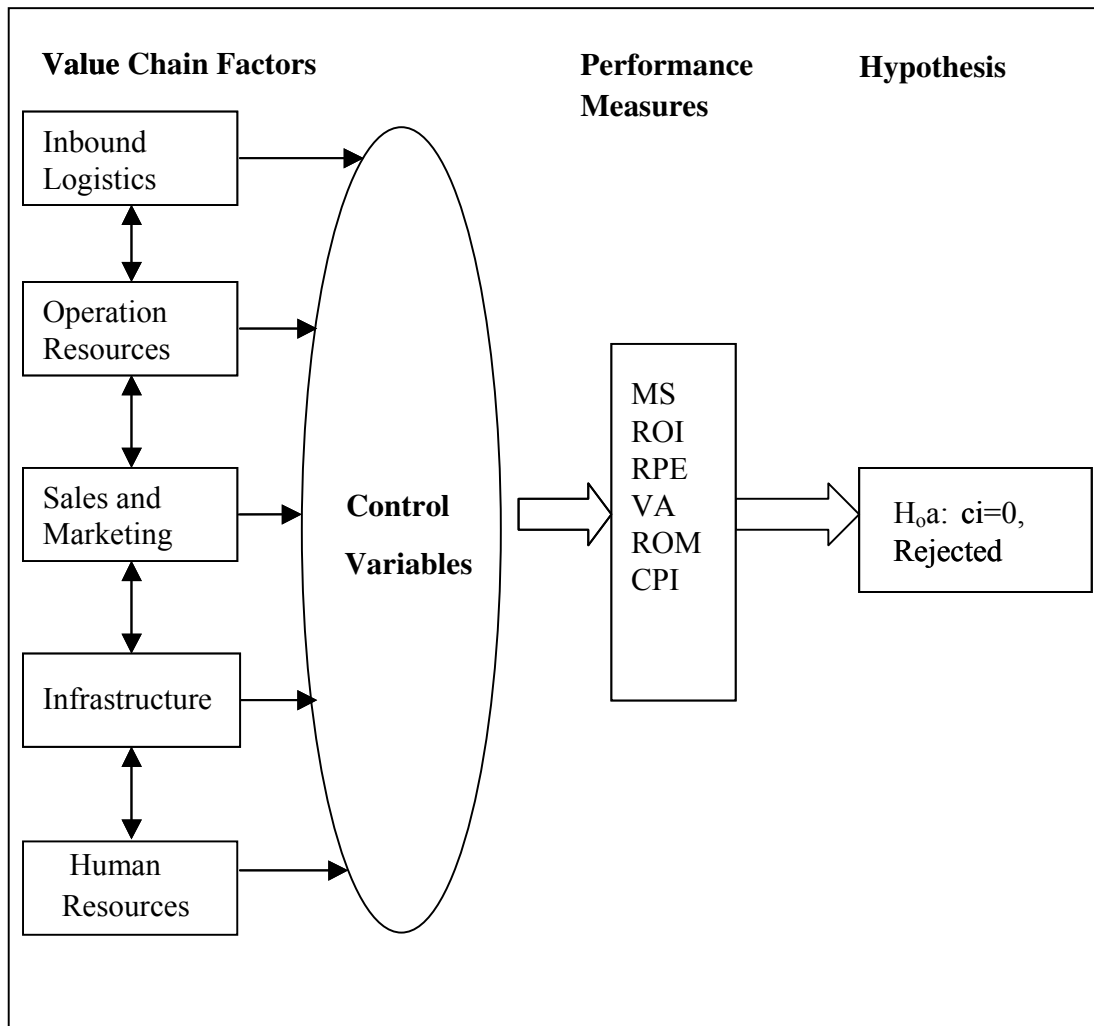 Value Chain Factors
Performance
Measures
Hypothesis
Inbound
Logistics
Operation
Resources
Sales and
Marketing
Infrastructure
Human
Resources
Control
Variables
MS
ROI
RPE
VA
ROM
CPI
Hₒa: ci=0,
Rejected